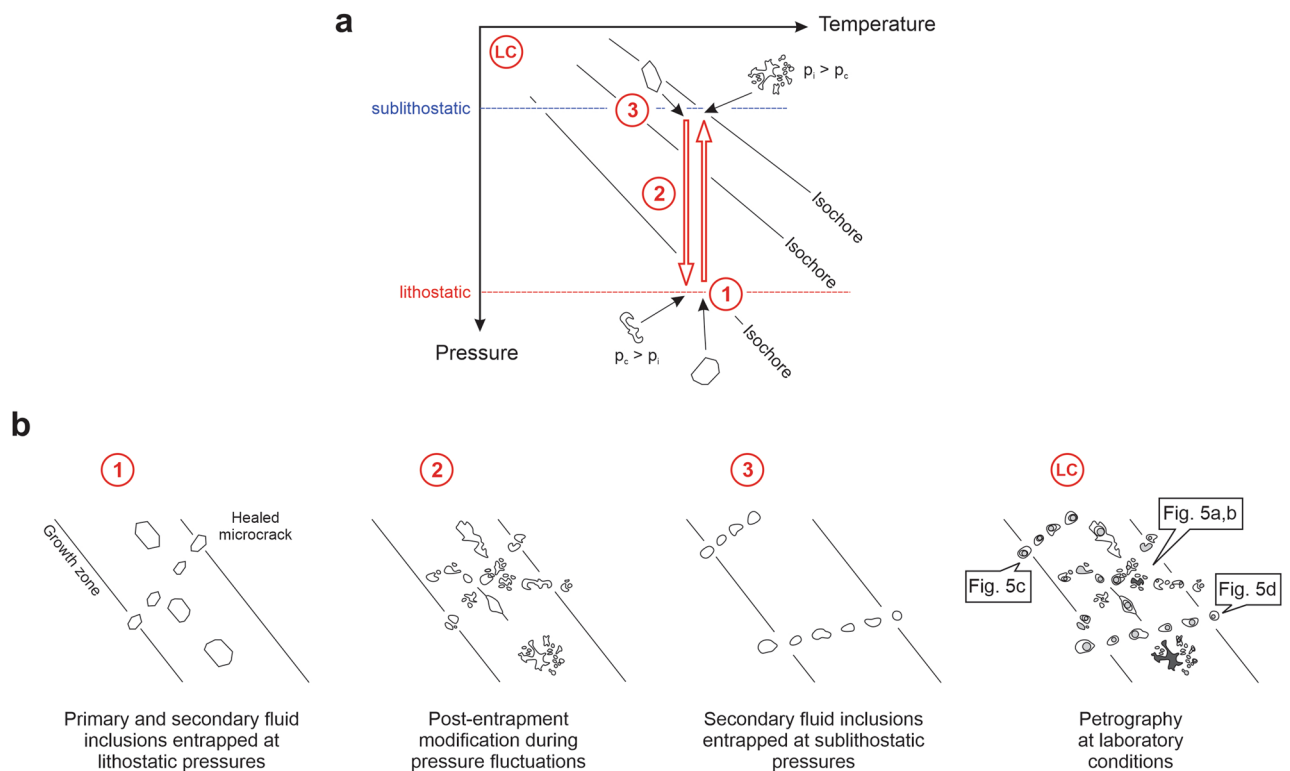 a
Temperature
LC
pᵢ > p꜀
sublithostatic
3
2
Isochore
Isochore
lithostatic
1
Isochore
p꜀ > pᵢ
Pressure
b
1
2
3
LC
Growth zone
Healed
microcrack
Fig. 5a,b
Fig. 5c
Fig. 5d
Primary and secondary fluid
inclusions entrapped at
lithostatic pressures
Post-entrapment
modification during
pressure fluctuations
Secondary fluid inclusions
entrapped at sublithostatic
pressures
Petrography
at laboratory
conditions